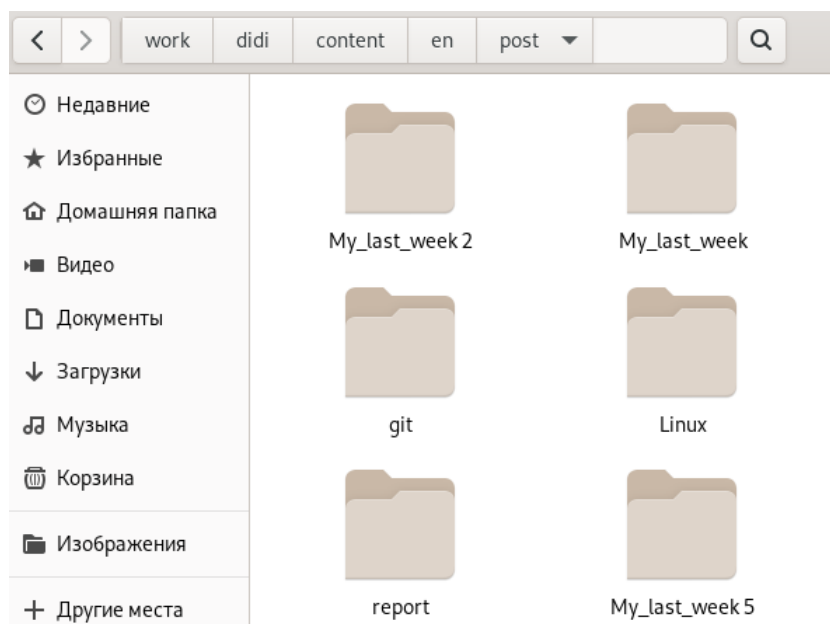 work didi content en post
Недавние
Избранные
Домашняя папка
Видео
Документы
Загрузки
Музыка
Корзина
Изображения
Другие места
My_last_week 2 My_last_week
git Linux
report My_last_week 5